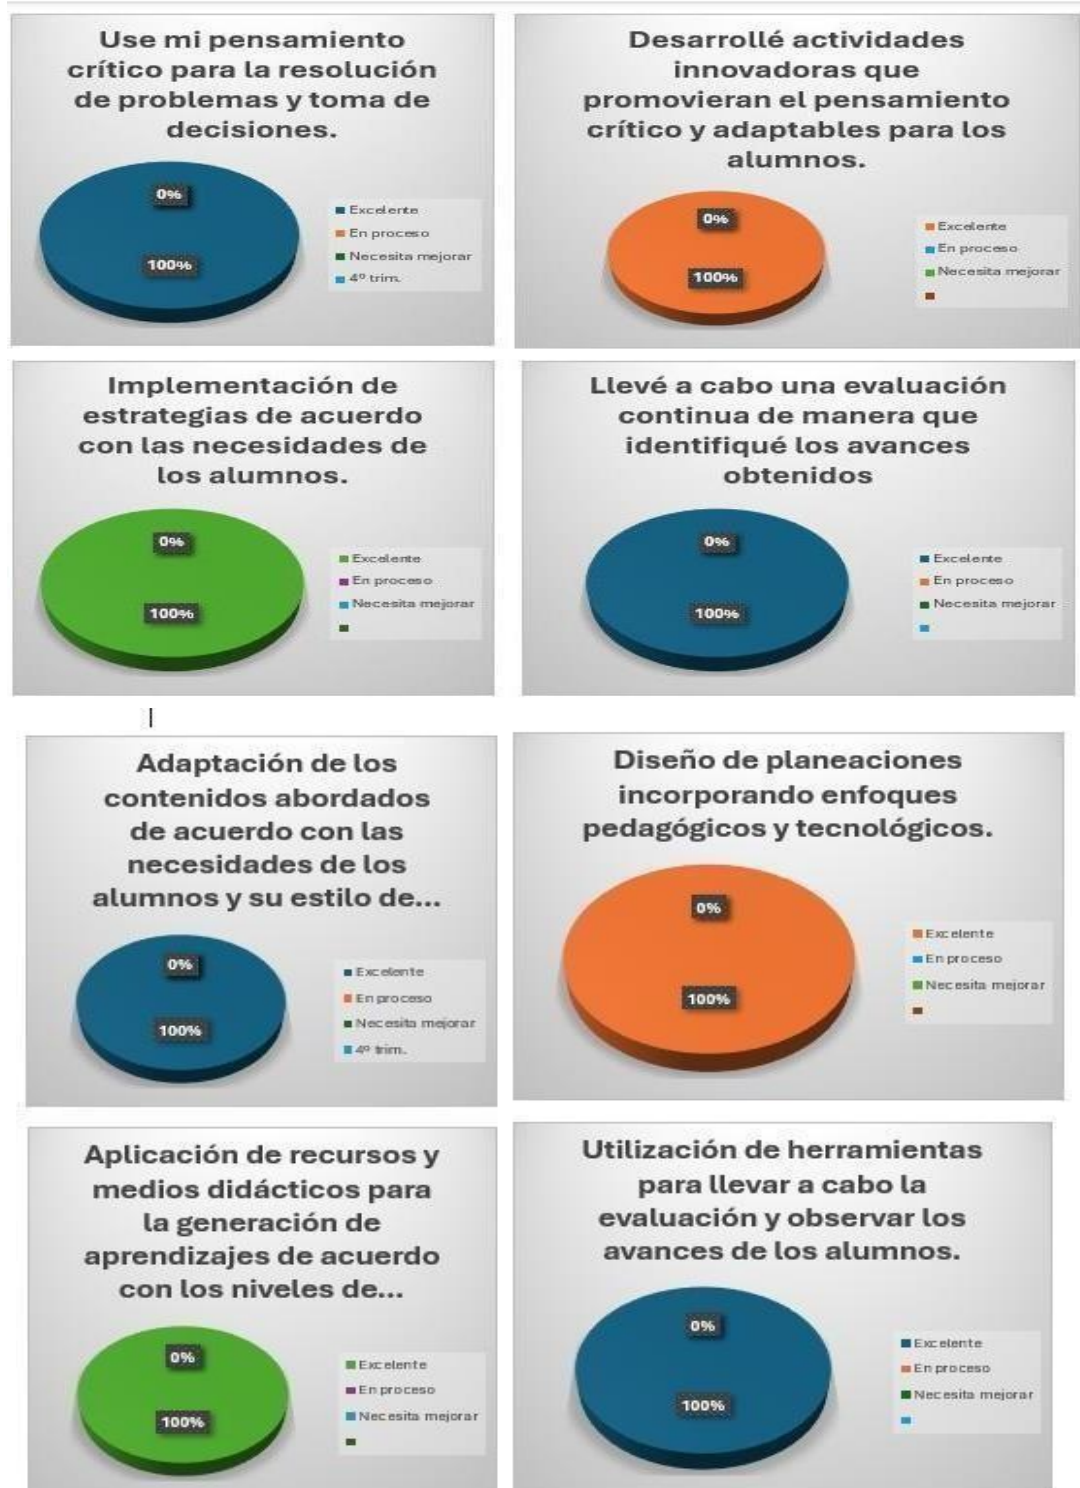 Use mi pensamiento
crítico para la resolución
de problemas y toma de
decisiones.
0%
100%
Excelente
En proceso
Necesita mejorar
4º trim.
Desarrollé actividades
innovadoras que
promovieran el pensamiento
crítico y adaptables para los
alumnos.
0%
100%
Excelente
En proceso
Necesita mejorar
Implementación de
estrategias de acuerdo
con las necesidades de
los alumnos.
0%
100%
Excelente
En proceso
Necesita mejorar
Llevé a cabo una evaluación
continua de manera que
identifiqué los avances
obtenidos
0%
100%
Excelente
En proceso
Necesita mejorar
Adaptación de los
contenidos abordados
de acuerdo con las
necesidades de los
alumnos y su estilo de...
0%
100%
Excelente
En proceso
Necesita mejorar
4º trim.
Diseño de planeaciones
incorporando enfoques
pedagógicos y tecnológicos.
0%
100%
Excelente
En proceso
Necesita mejorar
Aplicación de recursos y
medios didácticos para
la generación de
aprendizajes de acuerdo
con los niveles de...
0%
100%
Excelente
En proceso
Necesita mejorar
Utilización de herramientas
para llevar a cabo la
evaluación y observar los
avances de los alumnos.
0%
100%
Excelente
En proceso
Necesita mejorar